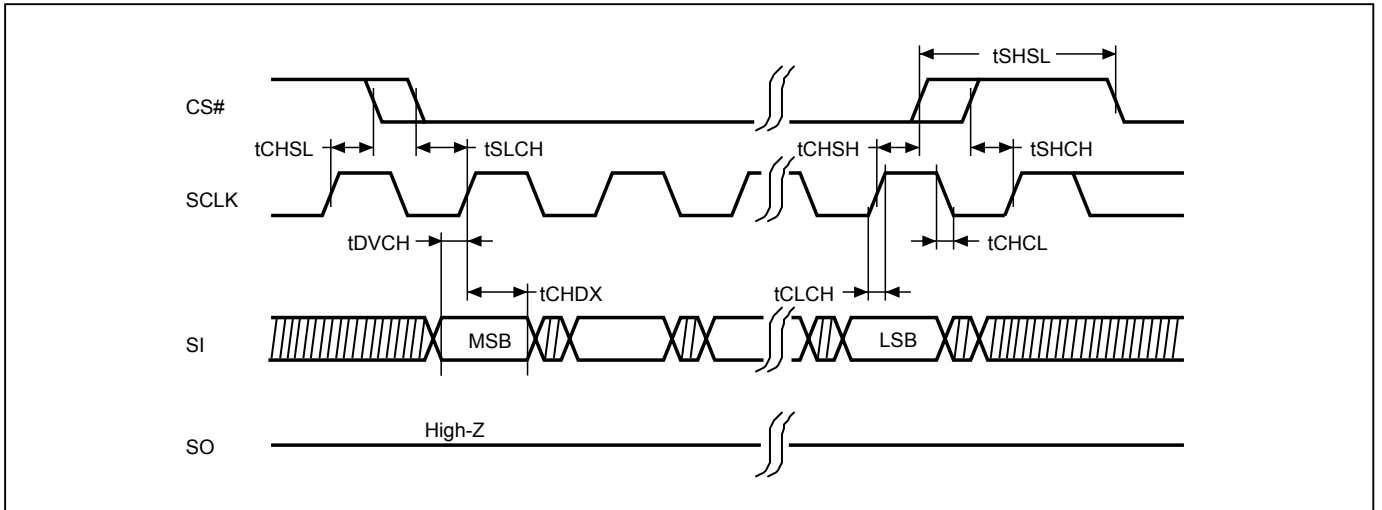 tSHSL
CS#
tCHSL
tSLCH
tCHSH
tSHCH
SCLK
tDVCH
tCHCL
tCHDX
tCLCH
SI
MSB
LSB
High-Z
SO